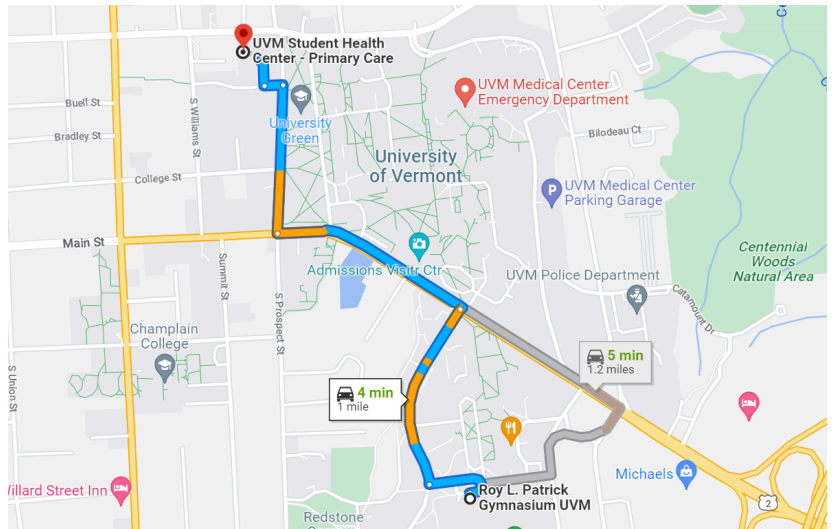 UVM Student Health
Center - Primary Care
UVM Medical Center
Emergency Department
Buell St
S Williams St
University
Green
Bradley St
Bilodeau Ct
University
of Vermont
College St
UVM Medical Center
Parking Garage
Main St
Admissions Visitr Ctr
Centennial
Woods
Natural Area
UVM Police Department
Summit St
S Prospect St
Catamount Dr
Champlain
College
S Union St
5 min
1.2 miles
4 min
1 mile
Michaels
Willard Street Inn
Roy L. Patrick
Gymnasium UVM
2
Redstone
P